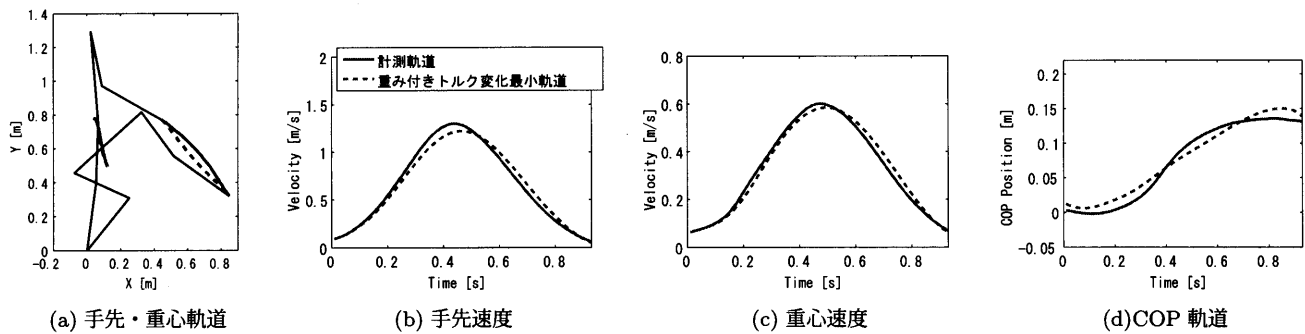 1.4
1.2
1
0.8
0.6
0.4
0.2
0
-0.2 0 0.2 0.4 0.6 0.8
Y [m]
X [m]
(a) 手先・重心軌道
2
1.5
1
0.5
0
0 0.2 0.4 0.6 0.8
Velocity [m/s]
Time [s]
計測軌道
重み付きトルク変化最小軌道
(b) 手先速度
0.8
0.6
0.4
0.2
0
0 0.2 0.4 0.6 0.8
Velocity [m/s]
Time [s]
(c) 重心速度
0.2
0.15
0.10
0.05
0
-0.05
0 0.2 0.4 0.6 0.8
COP Position [m]
Time [s]
(d)COP 軌道